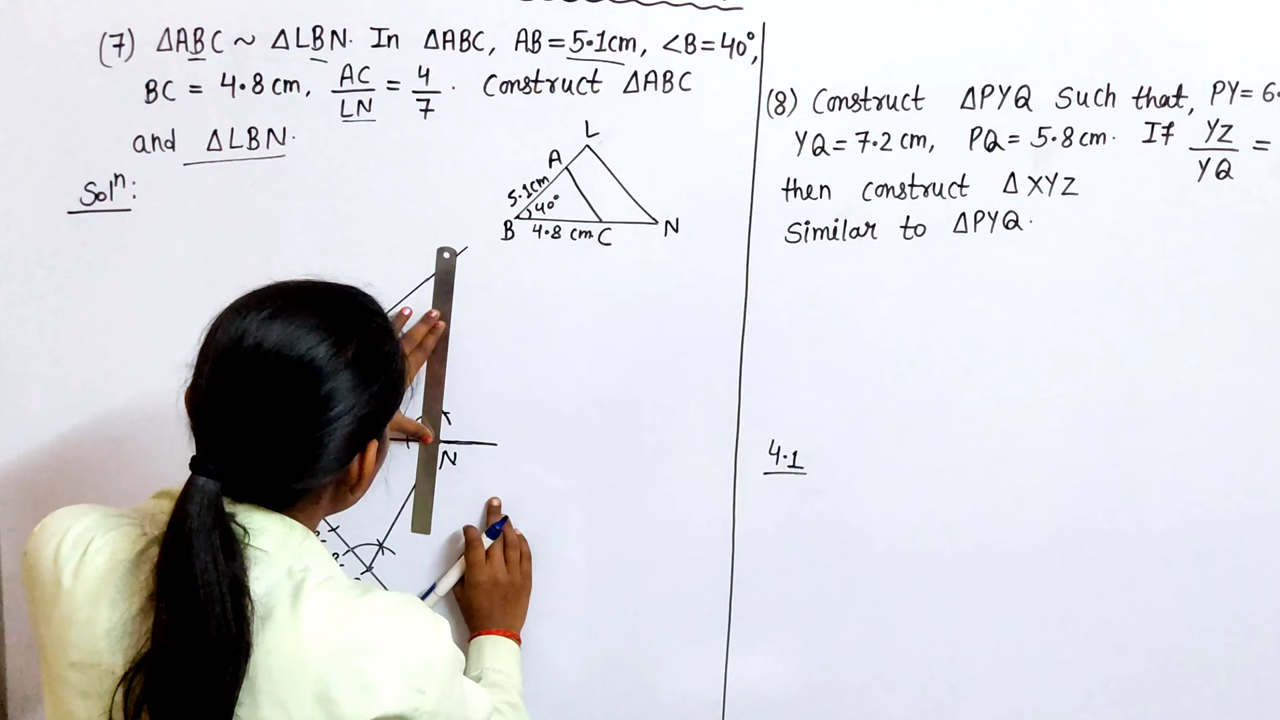 (7) ΔABC ~ ΔLBN. In ΔABC, AB = 5.1cm, ∠B = 40°,
BC = 4.8 cm, AC/LN = 4/7. Construct ΔABC
and ΔLBN.
Solⁿ:
L
A
5.1cm
40°
B 4.8 cm C N
N
(8) Construct ΔPYQ Such that, PY = 6.
YQ = 7.2 cm, PQ = 5.8 cm. If YZ/YQ =
then construct ΔXYZ
Similar to ΔPYQ.
4.1